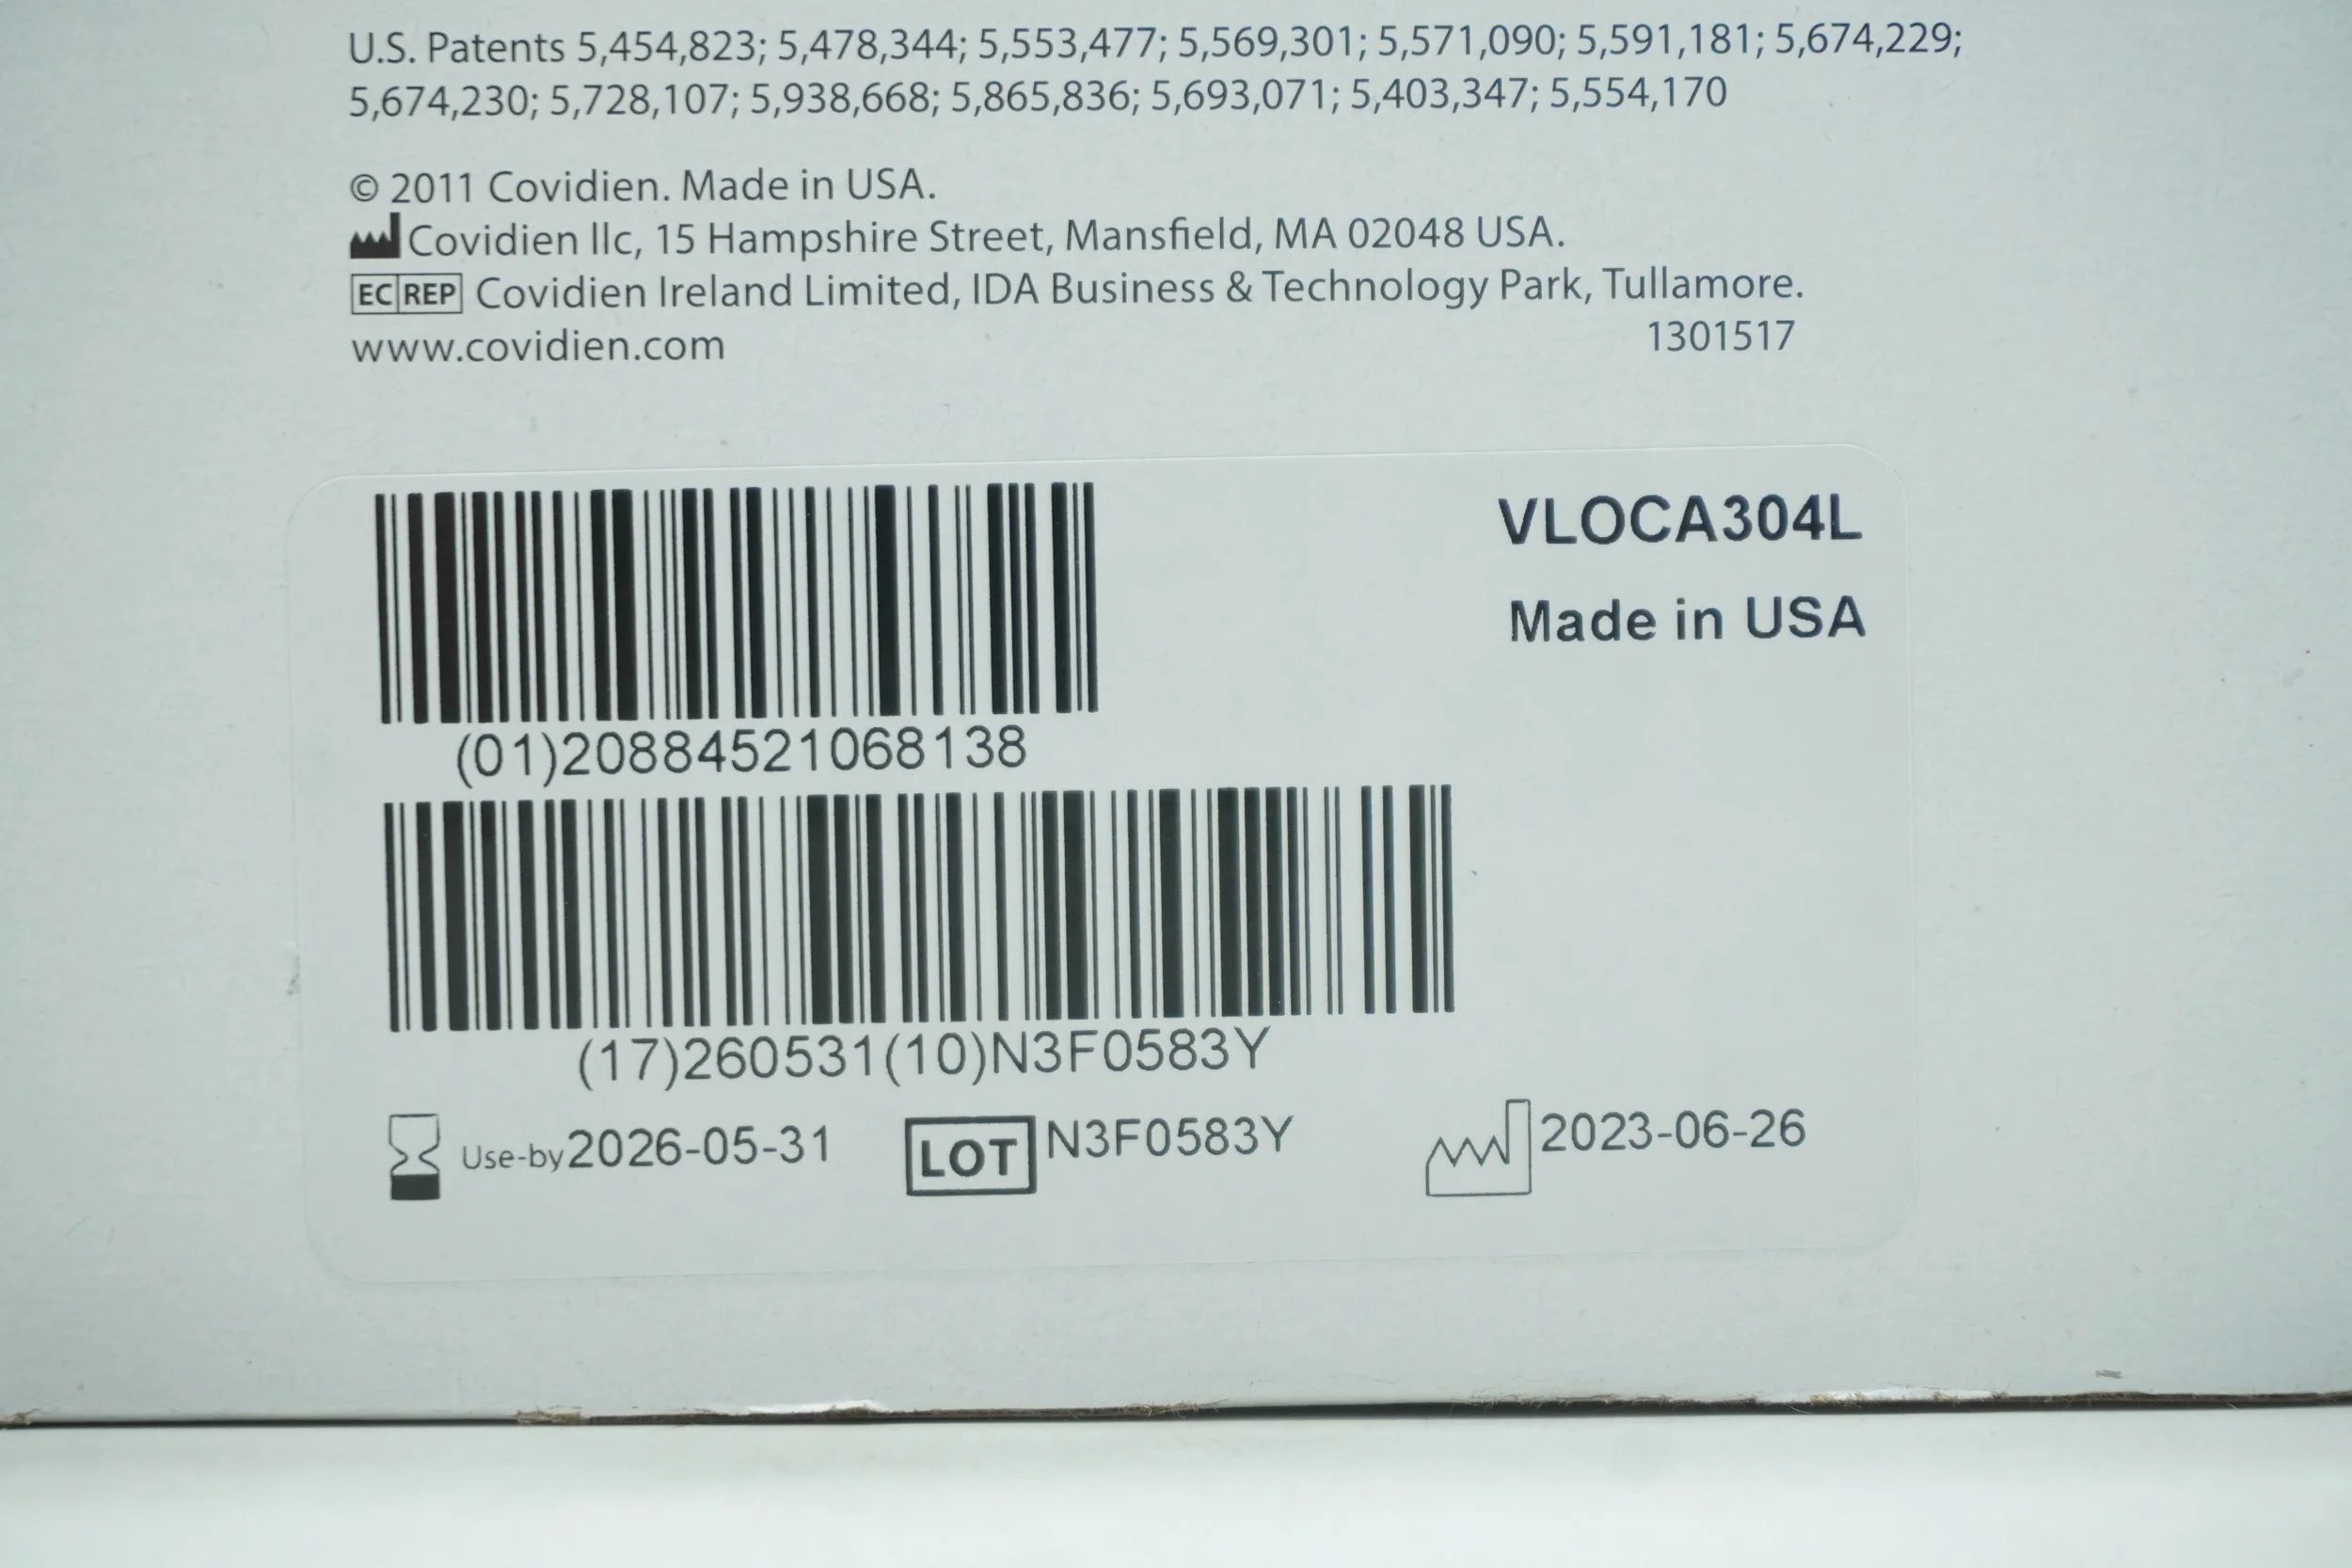 U.S. Patents 5,454,823; 5,478,344; 5,553,477; 5,569,301; 5,571,090; 5,591,181; 5,674,229;
5,674,230; 5,728,107; 5,938,668; 5,865,836; 5,693,071; 5,403,347; 5,554,170
© 2011 Covidien. Made in USA.
Covidien llc, 15 Hampshire Street, Mansfield, MA 02048 USA.
EC REP Covidien Ireland Limited, IDA Business & Technology Park, Tullamore.
www.covidien.com 1301517
VLOCA304L
Made in USA
(01)20884521068138
(17)260531(10)N3F0583Y
Use-by 2026-05-31 LOT N3F0583Y 2023-06-26